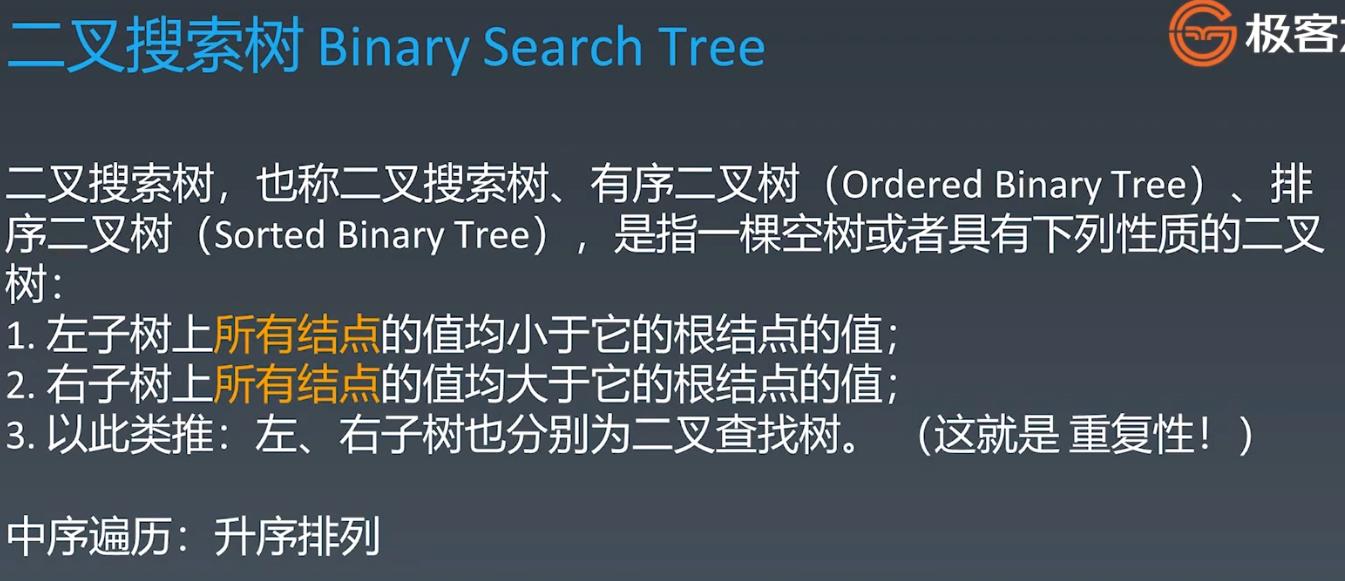 二叉搜索树 Binary Search Tree
极客
二叉搜索树，也称二叉搜索树、有序二叉树（Ordered Binary Tree）、排
序二叉树（Sorted Binary Tree），是指一棵空树或者具有下列性质的二叉
树：
1. 左子树上所有结点的值均小于它的根结点的值；
2. 右子树上所有结点的值均大于它的根结点的值；
3. 以此类推：左、右子树也分别为二叉查找树。 （这就是 重复性！）
中序遍历：升序排列